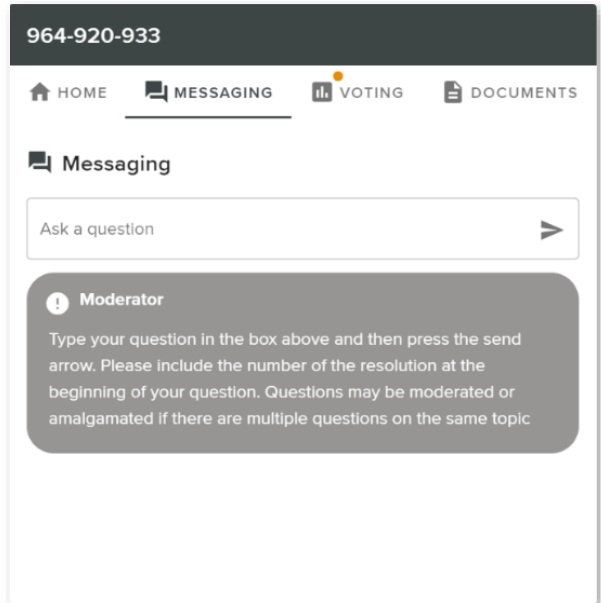 964-920-933
HOME MESSAGING VOTING DOCUMENTS
Messaging
Ask a question
Moderator
Type your question in the box above and then press the send
arrow. Please include the number of the resolution at the
beginning of your question. Questions may be moderated or
amalgamated if there are multiple questions on the same topic